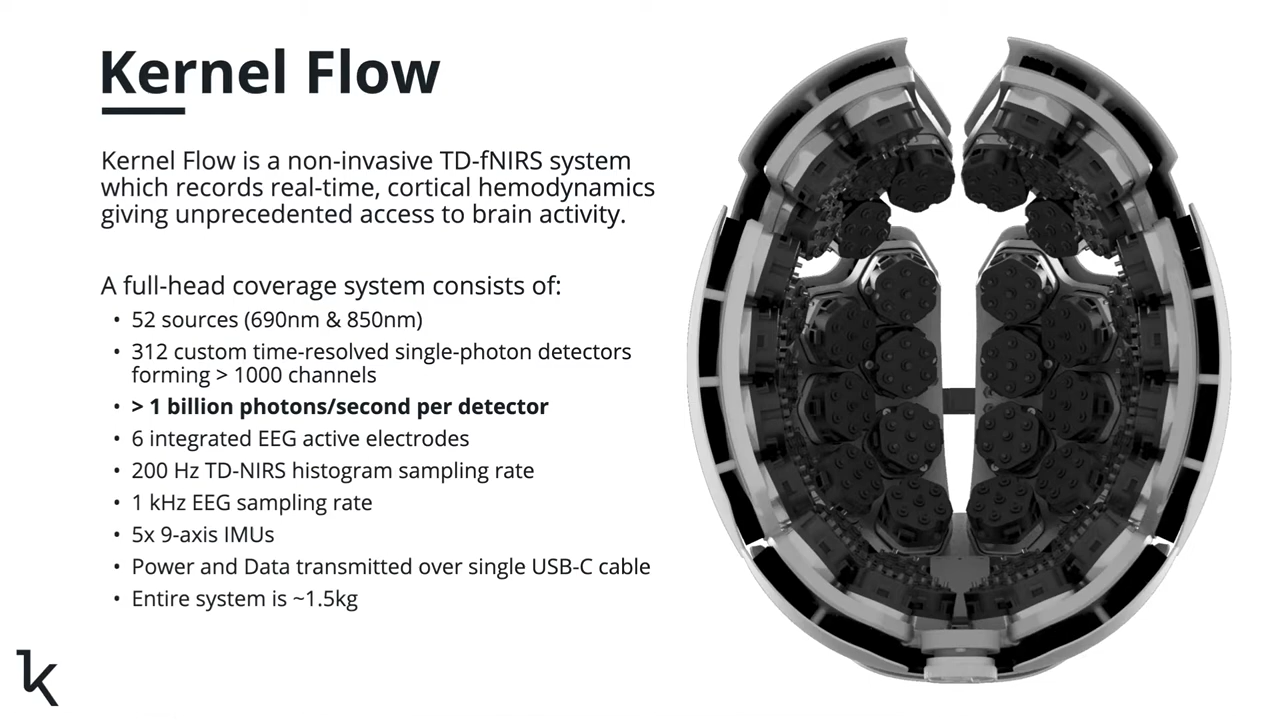 Kernel Flow
Kernel Flow is a non-invasive TD-fNIRS system
which records real-time, cortical hemodynamics
giving unprecedented access to brain activity.
A full-head coverage system consists of:
• 52 sources (690nm & 850nm)
• 312 custom time-resolved single-photon detectors
forming > 1000 channels
• > 1 billion photons/second per detector
• 6 integrated EEG active electrodes
• 200 Hz TD-NIRS histogram sampling rate
• 1 kHz EEG sampling rate
• 5x 9-axis IMUs
• Power and Data transmitted over single USB-C cable
• Entire system is ~1.5kg
k